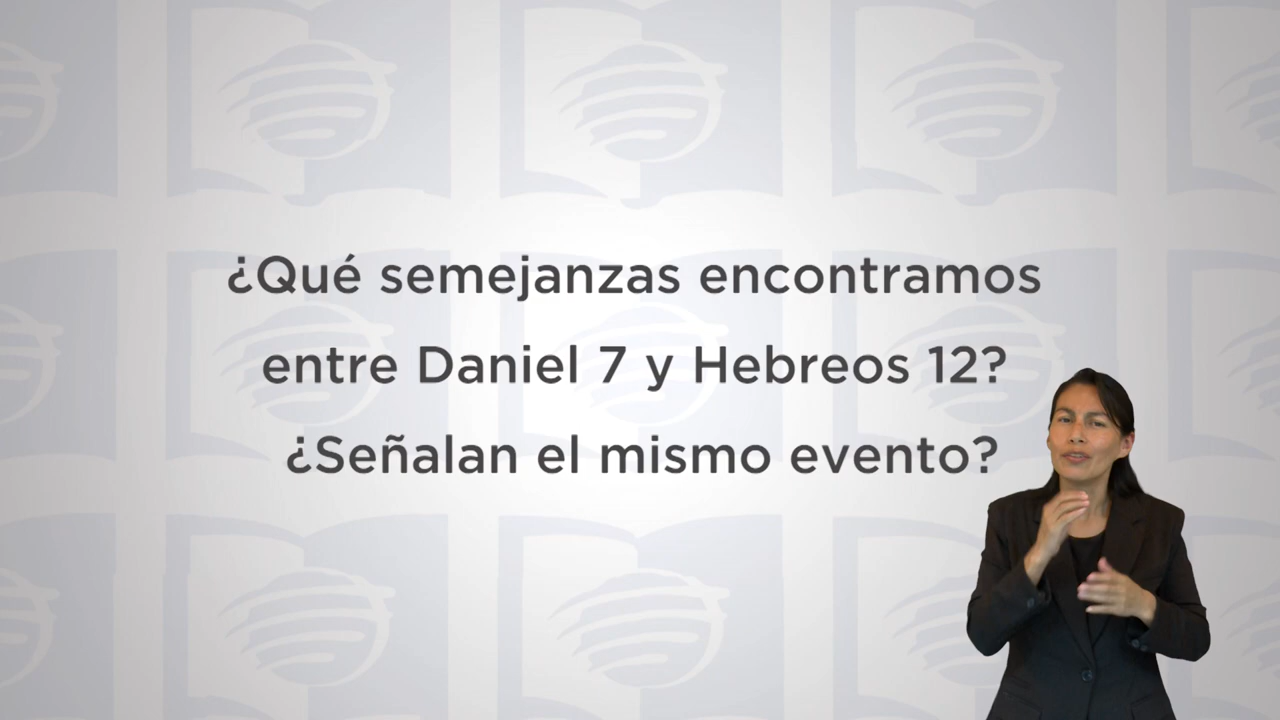 ¿Qué semejanzas encontramos
entre Daniel 7 y Hebreos 12?
¿Señalan el mismo evento?